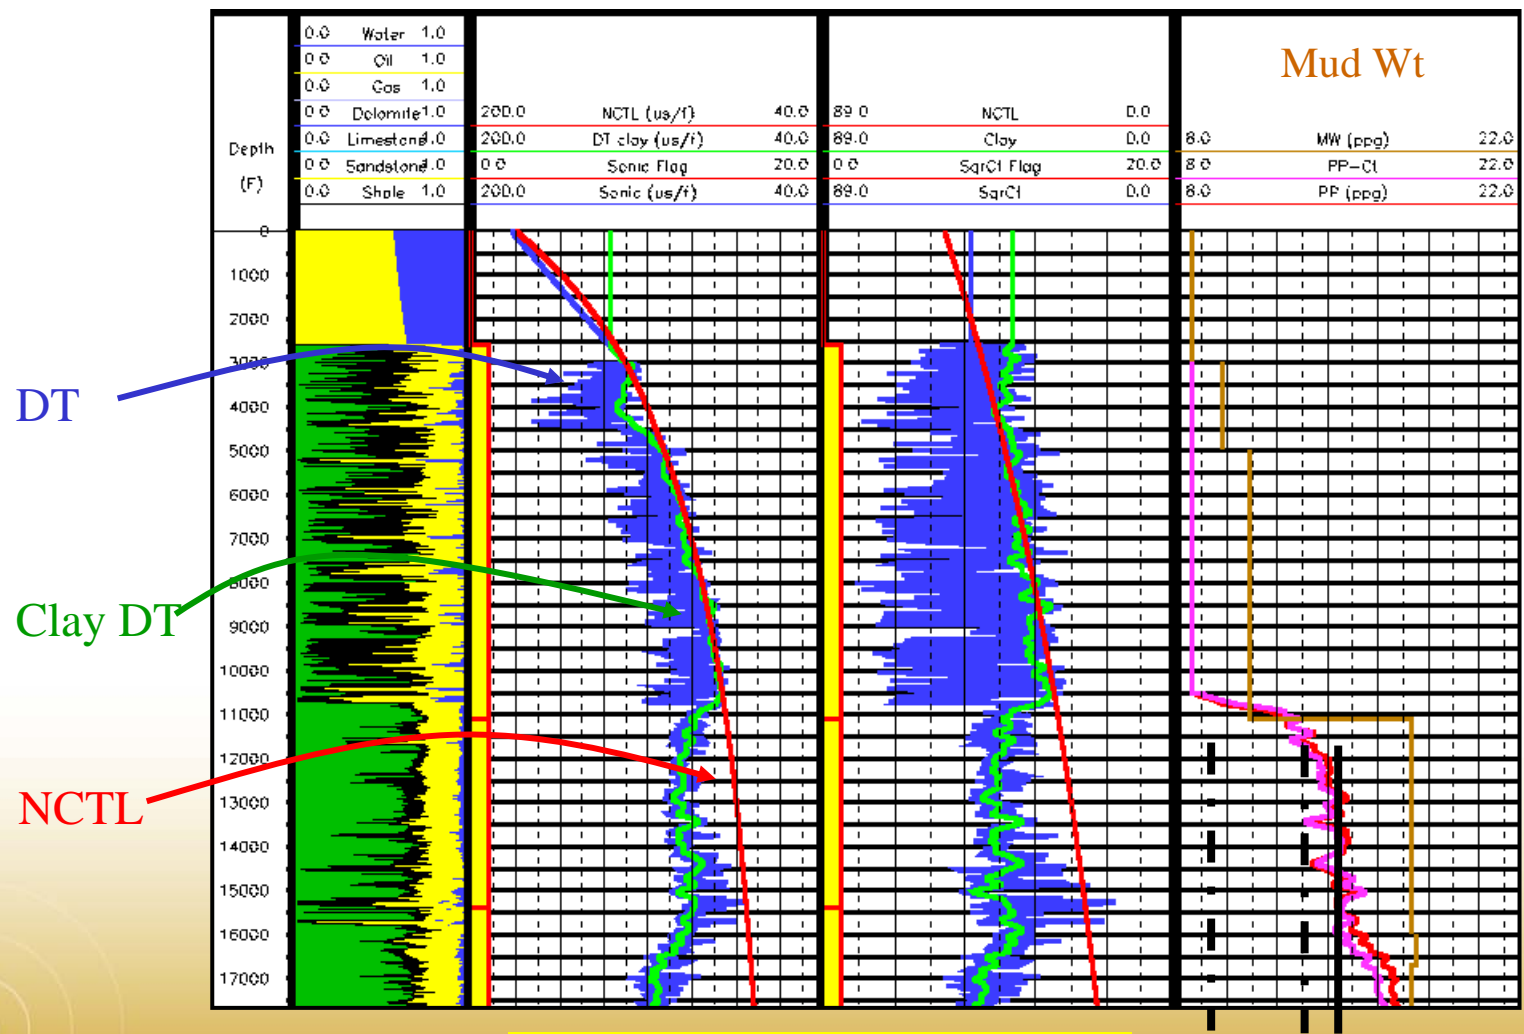 Mud Wt
0.0 Water 1.0
0.0 Oil 1.0
0.0 Gas 1.0
0.0 Dolomite 1.0
0.0 Limestone 1.0
0.0 Sandstone 1.0
0.0 Shale 1.0
200.0 NCTL (us/f) 40.0
200.0 DT clay (us/f) 40.0
0.0 Sonic Flag 20.0
200.0 Sonic (us/f) 40.0
89.0 NCTL 0.0
89.0 Clay 0.0
0.0 SqrCt Flag 20.0
89.0 SqrCt 0.0
8.0 MW (ppg) 22.0
8.0 PP-Ct 22.0
8.0 PP (ppg) 22.0
Depth
(F)
0
1000
2000
3000
4000
5000
6000
7000
8000
9000
10000
11000
12000
13000
14000
15000
16000
17000
DT
Clay DT
NCTL